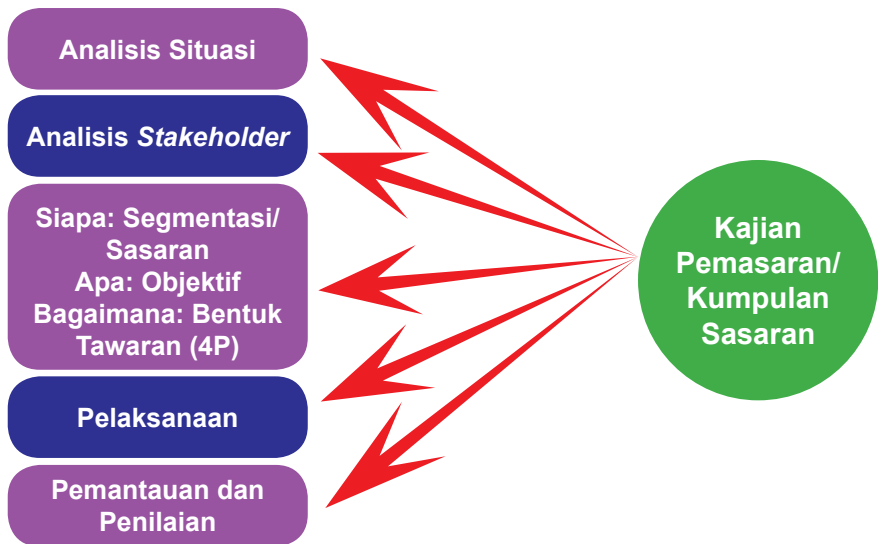 Analisis Situasi
Analisis Stakeholder
Siapa: Segmentasi/
Sasaran
Apa: Objektif
Bagaimana: Bentuk
Tawaran (4P)
Pelaksanaan
Pemantauan dan
Penilaian
Kajian
Pemasaran/
Kumpulan
Sasaran